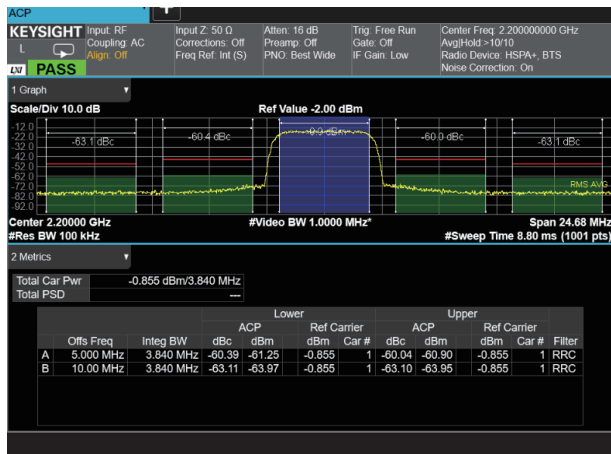 ACP
+
KEYSIGHT Input: RF Input Z: 50 Ω Atten: 16 dB Trig: Free Run Center Freq: 2.200000000 GHz
L Coupling: AC Corrections: Off Preamp: Off Gate: Off Avg|Hold:>10/10
Align: Off Freq Ref: Int (S) PNO: Best Wide IF Gain: Low Radio Device: HSPA+, BTS
LXI PASS Noise Correction: On
1 Graph
Scale/Div 10.0 dB Ref Value -2.00 dBm
-12.0
-22.0
-32.0
-42.0
-52.0
-62.0
-72.0
-82.0
-92.0
-63.1 dBc -60.4 dBc -60.0 dBc -63.1 dBc
RMS AVG
Center 2.20000 GHz #Video BW 1.0000 MHz* Span 24.68 MHz
#Res BW 100 kHz #Sweep Time 8.80 ms (1001 pts)
2 Metrics
Total Car Pwr -0.855 dBm/3.840 MHz
Total PSD ---
Lower Upper
ACP Ref Carrier ACP Ref Carrier
Offs Freq Integ BW dBc dBm dBm Car # dBc dBm dBm Car # Filter
A 5.000 MHz 3.840 MHz -60.39 -61.25 -0.855 1 -60.04 -60.90 -0.855 1 RRC
B 10.00 MHz 3.840 MHz -63.11 -63.97 -0.855 1 -63.10 -63.95 -0.855 1 RRC